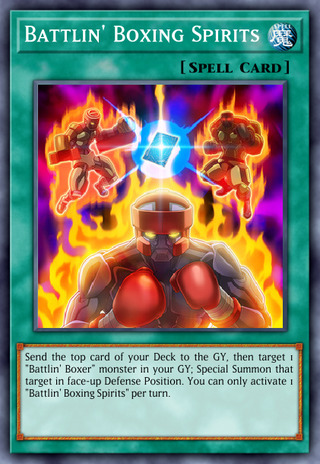 Battlin' Boxing Spirits
[Spell Card]
Send the top card of your Deck to the GY, then target 1
"Battlin' Boxer" monster in your GY; Special Summon that
target in face-up Defense Position. You can only activate 1
"Battlin' Boxing Spirits" per turn.